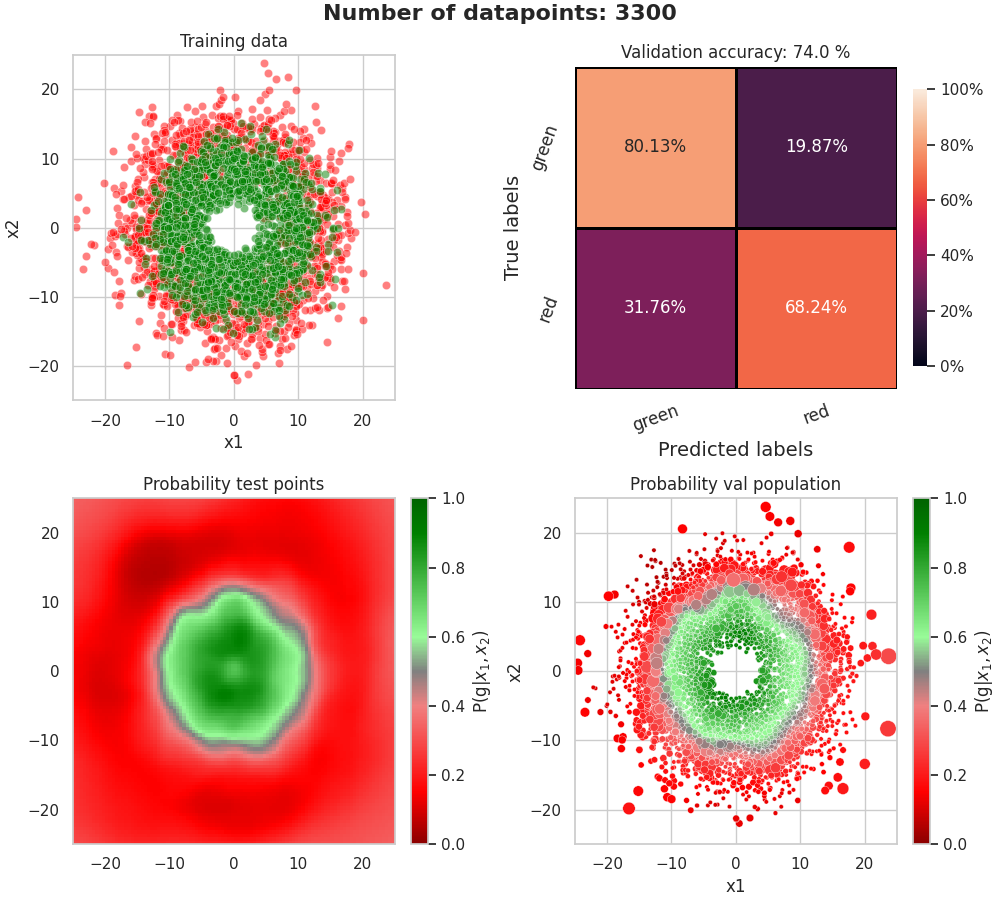 Number of datapoints: 3300
Training data
x2
20
10
0
−10
−20
−20 −10 0 10 20
x1
Validation accuracy: 74.0 %
True labels
green
red
80.13% 19.87%
31.76% 68.24%
green red
Predicted labels
100%
80%
60%
40%
20%
0%
Probability test points
20
10
0
−10
−20
−20 −10 0 10 20
1.0
0.8
0.6
0.4
0.2
0.0
P(g|x₁, x₂)
Probability val population
x2
20
10
0
−10
−20
−20 −10 0 10 20
x1
1.0
0.8
0.6
0.4
0.2
0.0
P(g|x₁, x₂)